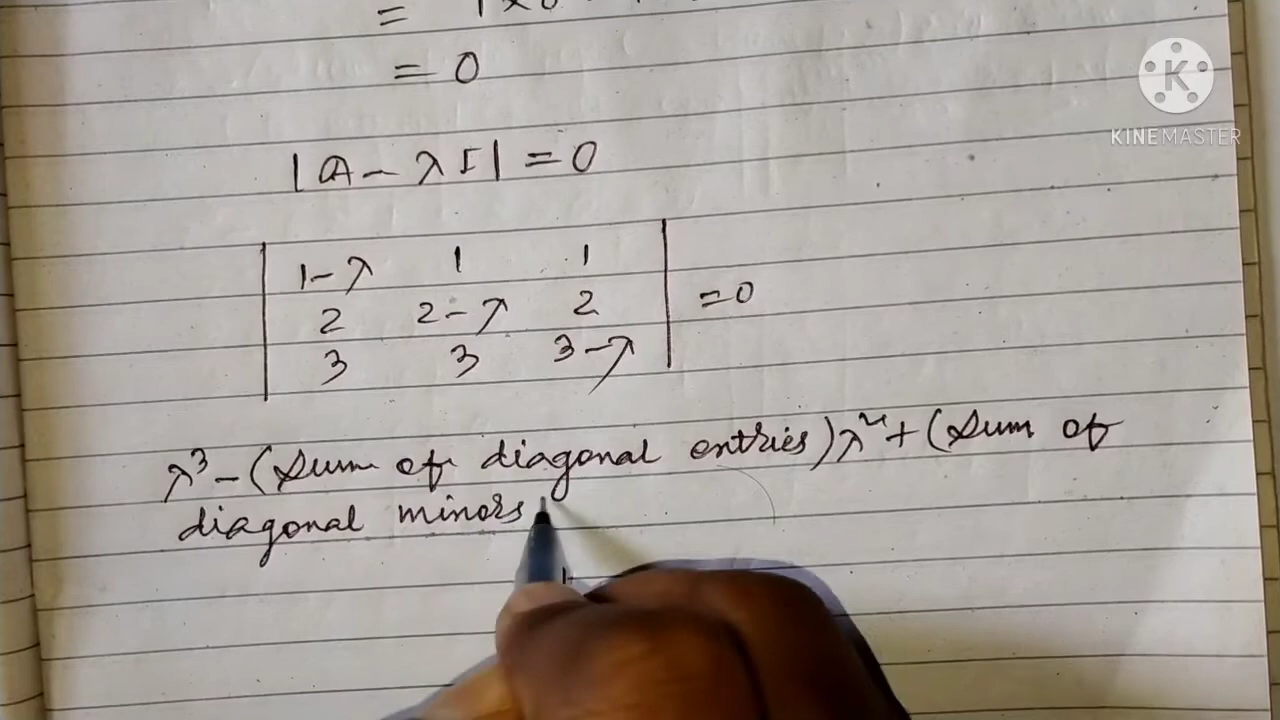 =
= 0
K
KINEMASTER
|A - λI| = 0
1-λ 1 1
2 2-λ 2 = 0
3 3 3-λ
λ³ - (Sum of diagonal entries) λ² + (Sum of
diagonal minors